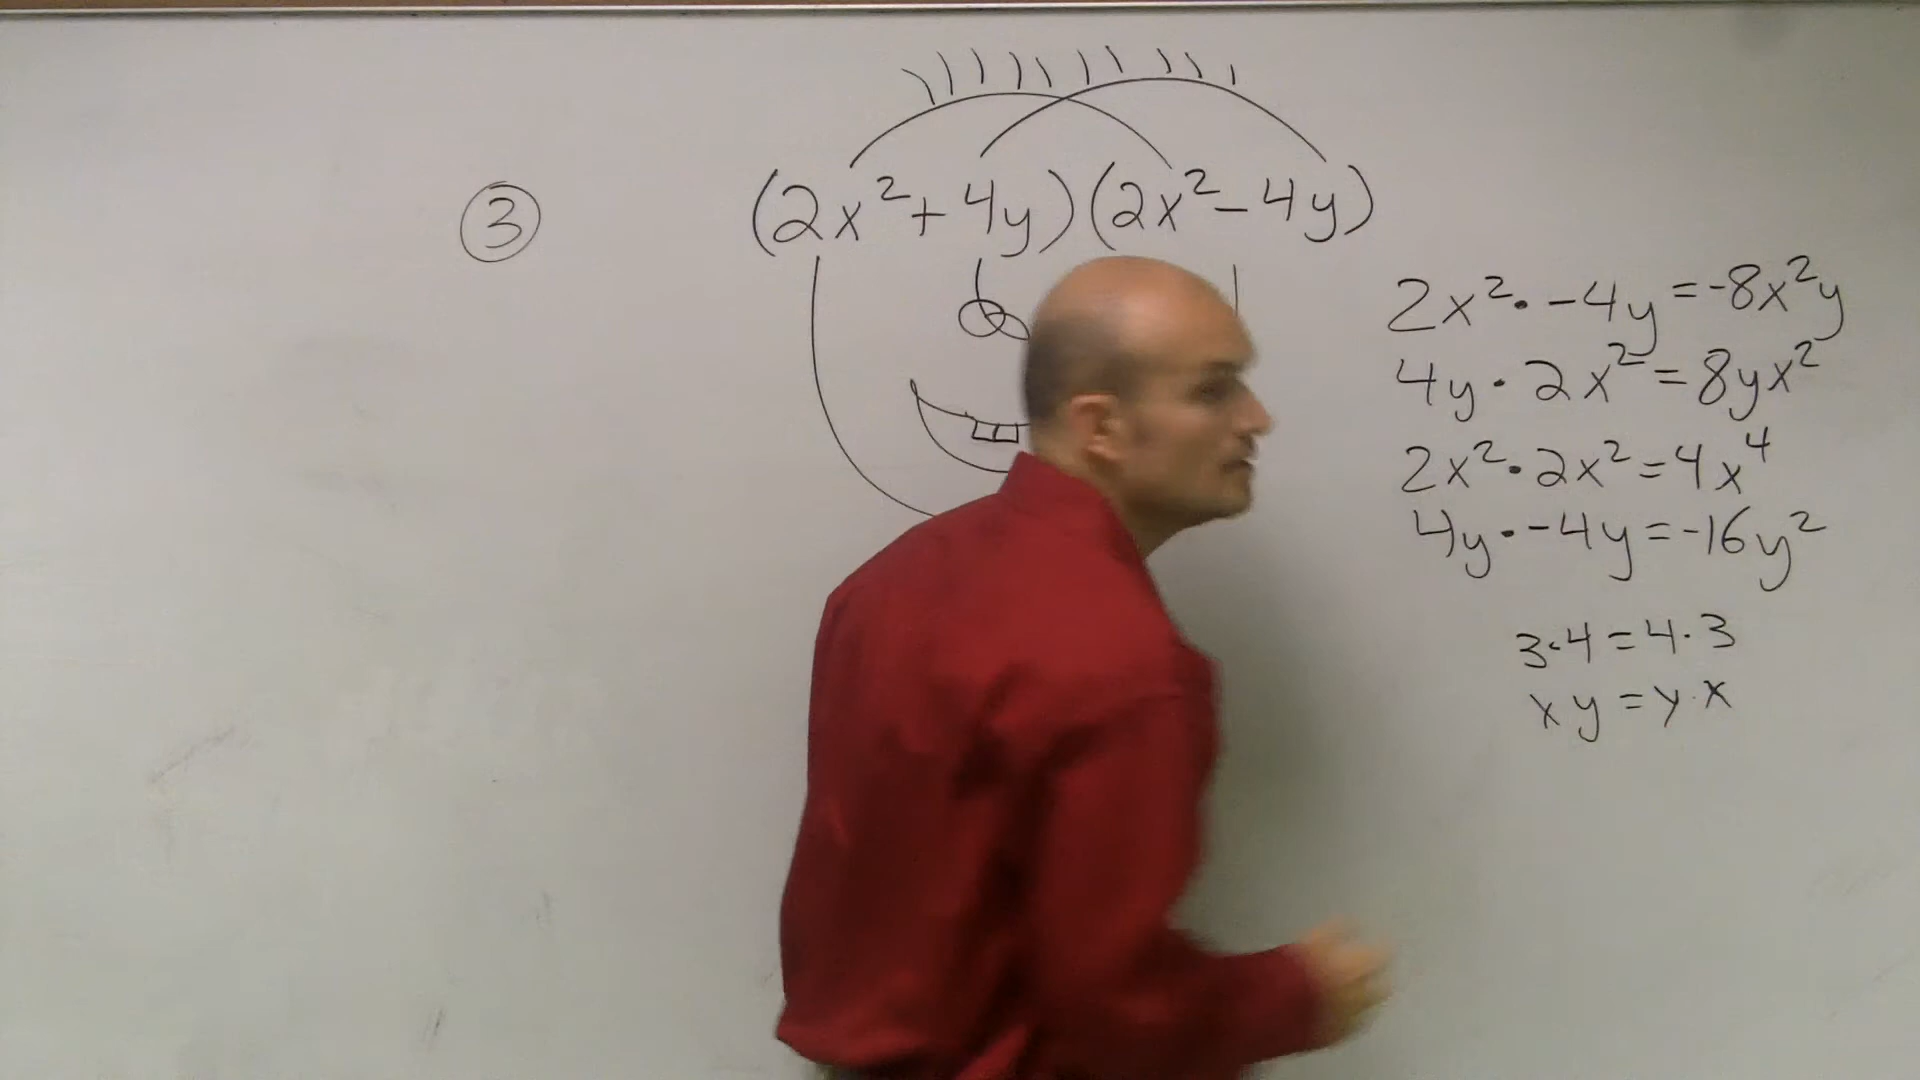 ③ (2x²+4y)(2x²-4y)
2x²·-4y=-8x²y
4y·2x²=8yx²
2x²·2x²=4x⁴
4y·-4y=-16y²
3·4=4·3
xy=y·x